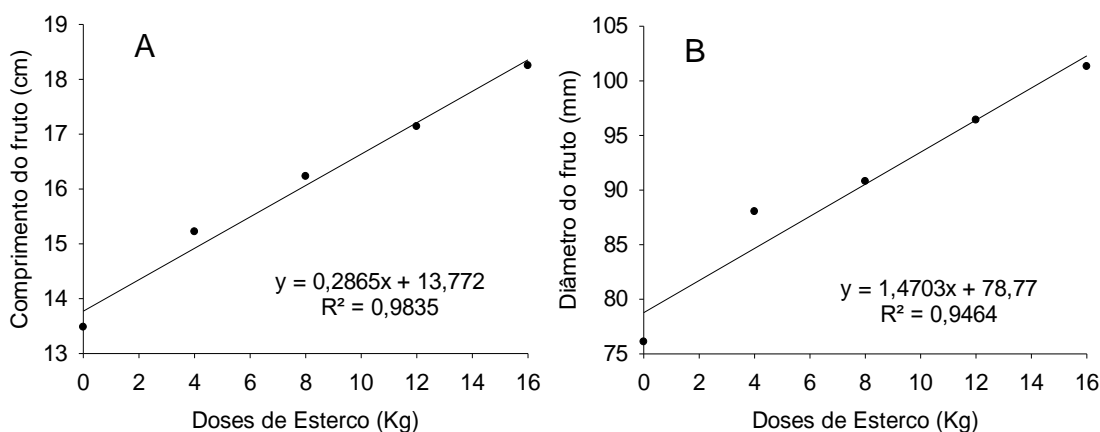 A
Comprimento do fruto (cm)
19
18
17
16
15
14
13
y = 0,2865x + 13,772
R² = 0,9835
0 2 4 6 8 10 12 14 16
Doses de Esterco (Kg)
B
Diâmetro do fruto (mm)
105
100
95
90
85
80
75
y = 1,4703x + 78,77
R² = 0,9464
0 2 4 6 8 10 12 14 16
Doses de Esterco (Kg)